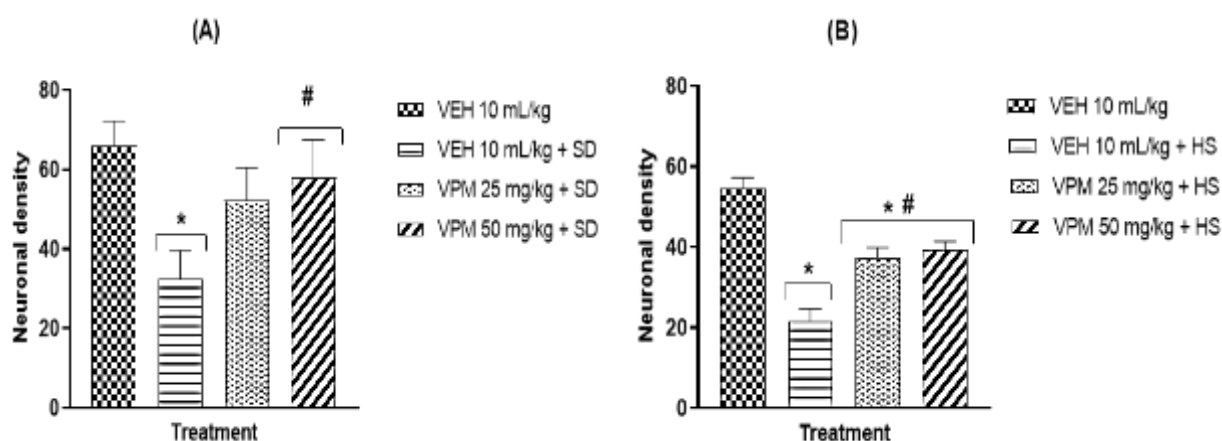 (A)
80
60
40
20
0
Neuronal density
*
#
Treatment
VEH 10 mL/kg
VEH 10 mL/kg + SD
VPM 25 mg/kg + SD
VPM 50 mg/kg + SD
(B)
80
60
40
20
0
Neuronal density
*
* #
Treatment
VEH 10 mL/kg
VEH 10 mL/kg + HS
VPM 25 mg/kg + HS
VPM 50 mg/kg + HS